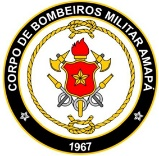 CORPO DE BOMBEIROS MILITAR AMAPÁ
1967